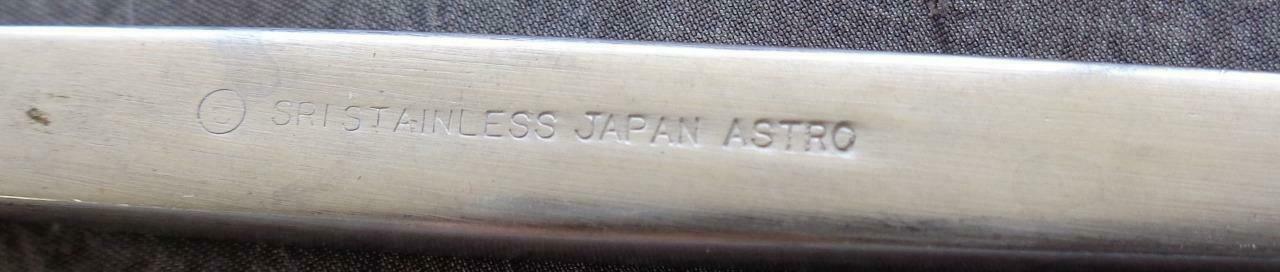 SRI STAINLESS JAPAN ASTRO